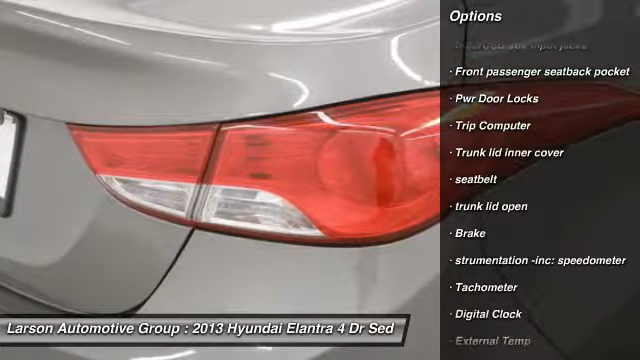 Options
· Front passenger seatback pocket
· Pwr Door Locks
· Trip Computer
· Trunk lid inner cover
· seatbelt
· trunk lid open
· Brake
· strumentation -inc: speedometer
· Tachometer
· Digital Clock
· External Temp
Larson Automotive Group : 2013 Hyundai Elantra 4 Dr Sed